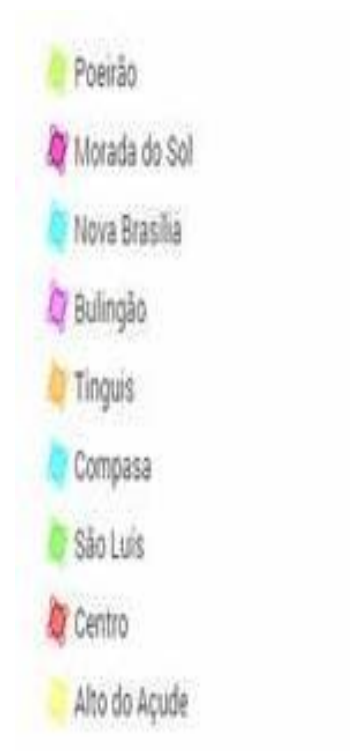 Poeirão
Morada do Sol
Nova Brasília
Bulingão
Tinguis
Compasa
São Luís
Centro
Alto do Açude